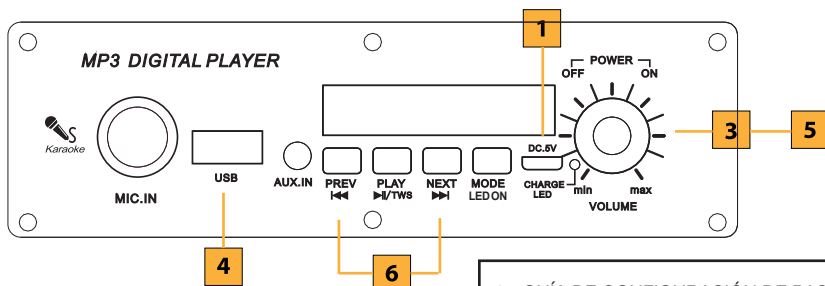 1
POWER
OFF ON
MP3 DIGITAL PLAYER
3 5
Karaoke
DC.5V
USB
AUX.IN
PREV PLAY NEXT MODE
/TWS LED ON
CHARGE LED
min max
VOLUME
MIC.IN
4
6